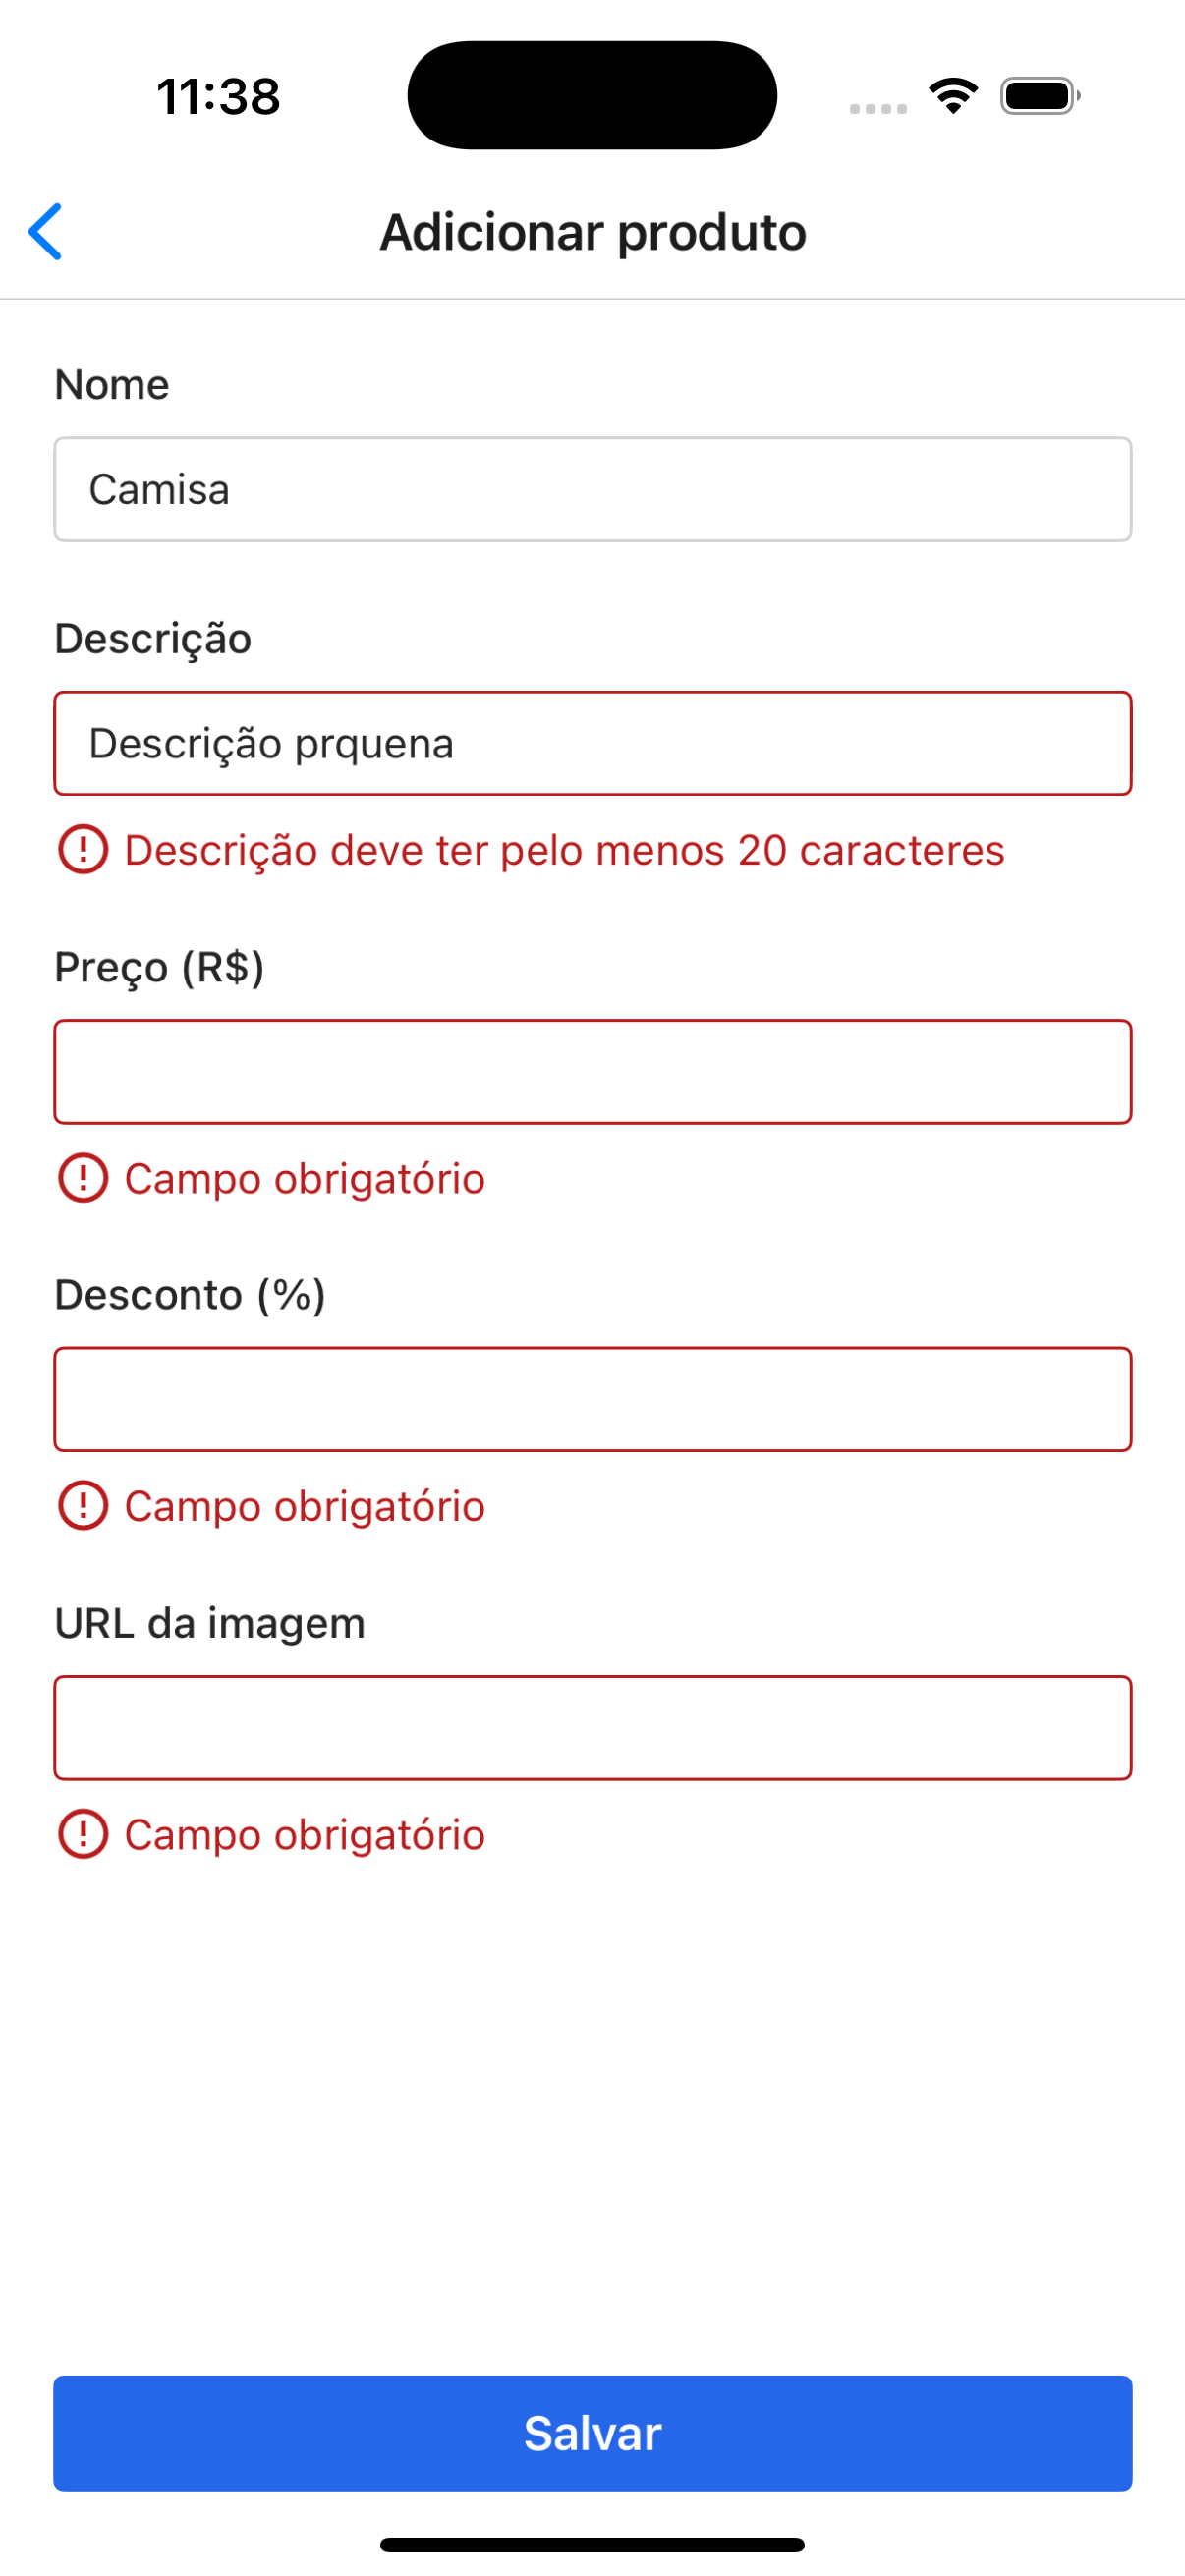 11:38
Adicionar produto
Nome
Camisa
Descrição
Descrição prquena
Descrição deve ter pelo menos 20 caracteres
Preço (R$)
Campo obrigatório
Desconto (%)
Campo obrigatório
URL da imagem
Campo obrigatório
Salvar